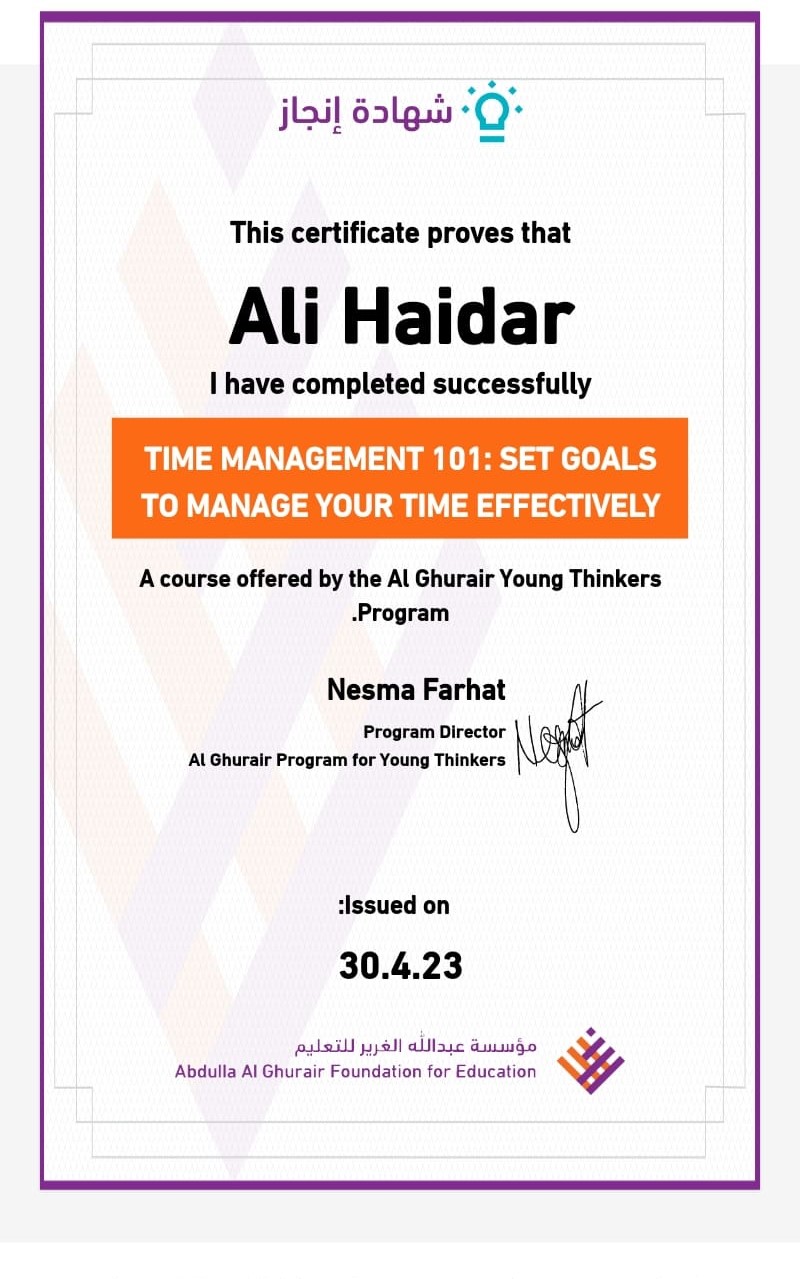 شهادة إنجاز
This certificate proves that
Ali Haidar
I have completed successfully
TIME MANAGEMENT 101: SET GOALS
TO MANAGE YOUR TIME EFFECTIVELY
A course offered by the Al Ghurair Young Thinkers
.Program
Nesma Farhat
Program Director
Al Ghurair Program for Young Thinkers
:Issued on
30.4.23
مؤسسة عبدالله الغرير للتعليم
Abdulla Al Ghurair Foundation for Education